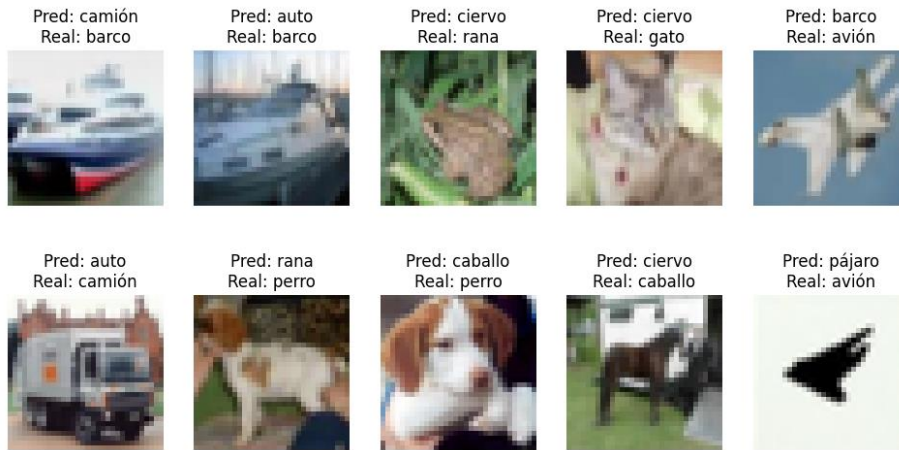 Pred: camión
Real: barco
Pred: auto
Real: barco
Pred: ciervo
Real: rana
Pred: ciervo
Real: gato
Pred: barco
Real: avión
Pred: auto
Real: camión
Pred: rana
Real: perro
Pred: caballo
Real: perro
Pred: ciervo
Real: caballo
Pred: pájaro
Real: avión